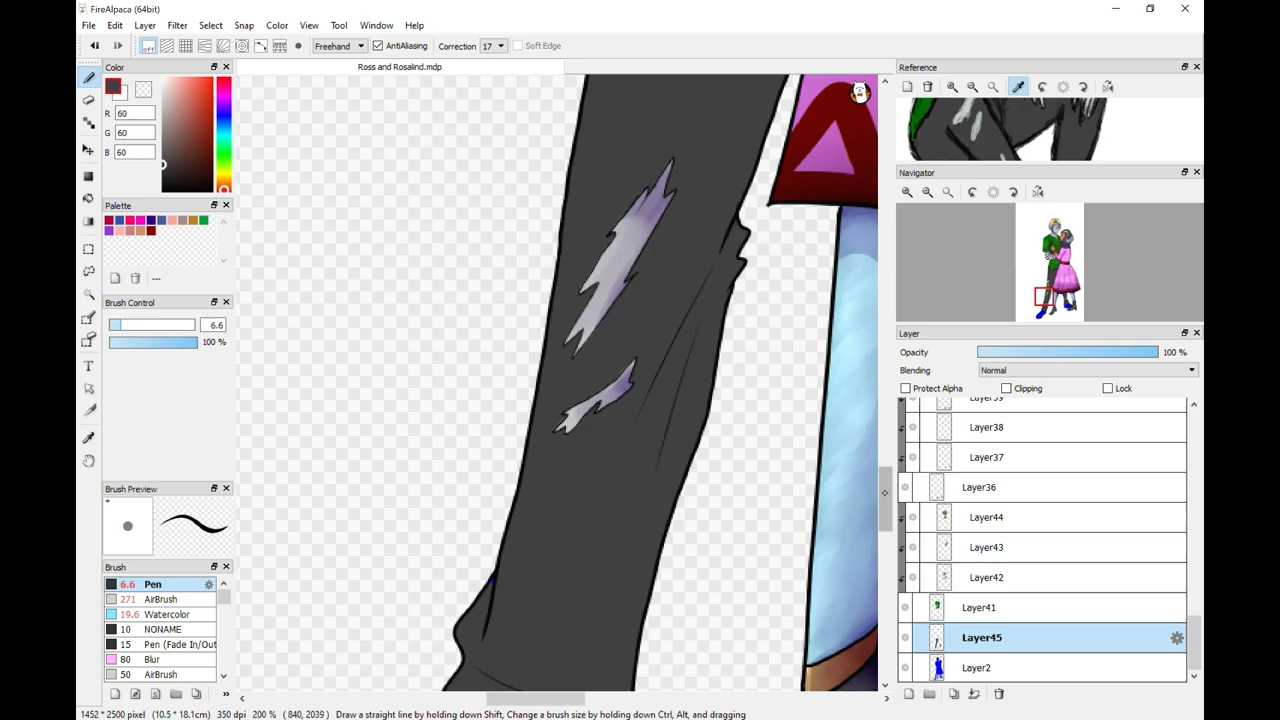 FireAlpaca (64bit)
File Edit Layer Filter Select Snap Color View Tool Window Help
off Freehand AntiAliasing Correction 17 Soft Edge
Color
Ross and Rosalind.mdp
Reference
R 60
G 60
B 60
Navigator
Palette
---
Brush Control
6.6
100 %
Layer
Opacity 100 %
Blending Normal
Protect Alpha Clipping Lock
Layer39
Layer38
Layer37
Layer36
Layer44
Layer43
Layer42
Layer41
Layer45
Layer2
T
Brush Preview
Brush
6.6 Pen
271 AirBrush
19.6 Watercolor
10 NONAME
15 Pen (Fade In/Out
80 Blur
50 AirBrush
1452 * 2500 pixel (10.5 * 18.1cm) 350 dpi 200 % ( 840, 2039 ) Draw a straight line by holding down Shift, Change a brush size by holding down Ctrl, Alt, and dragging